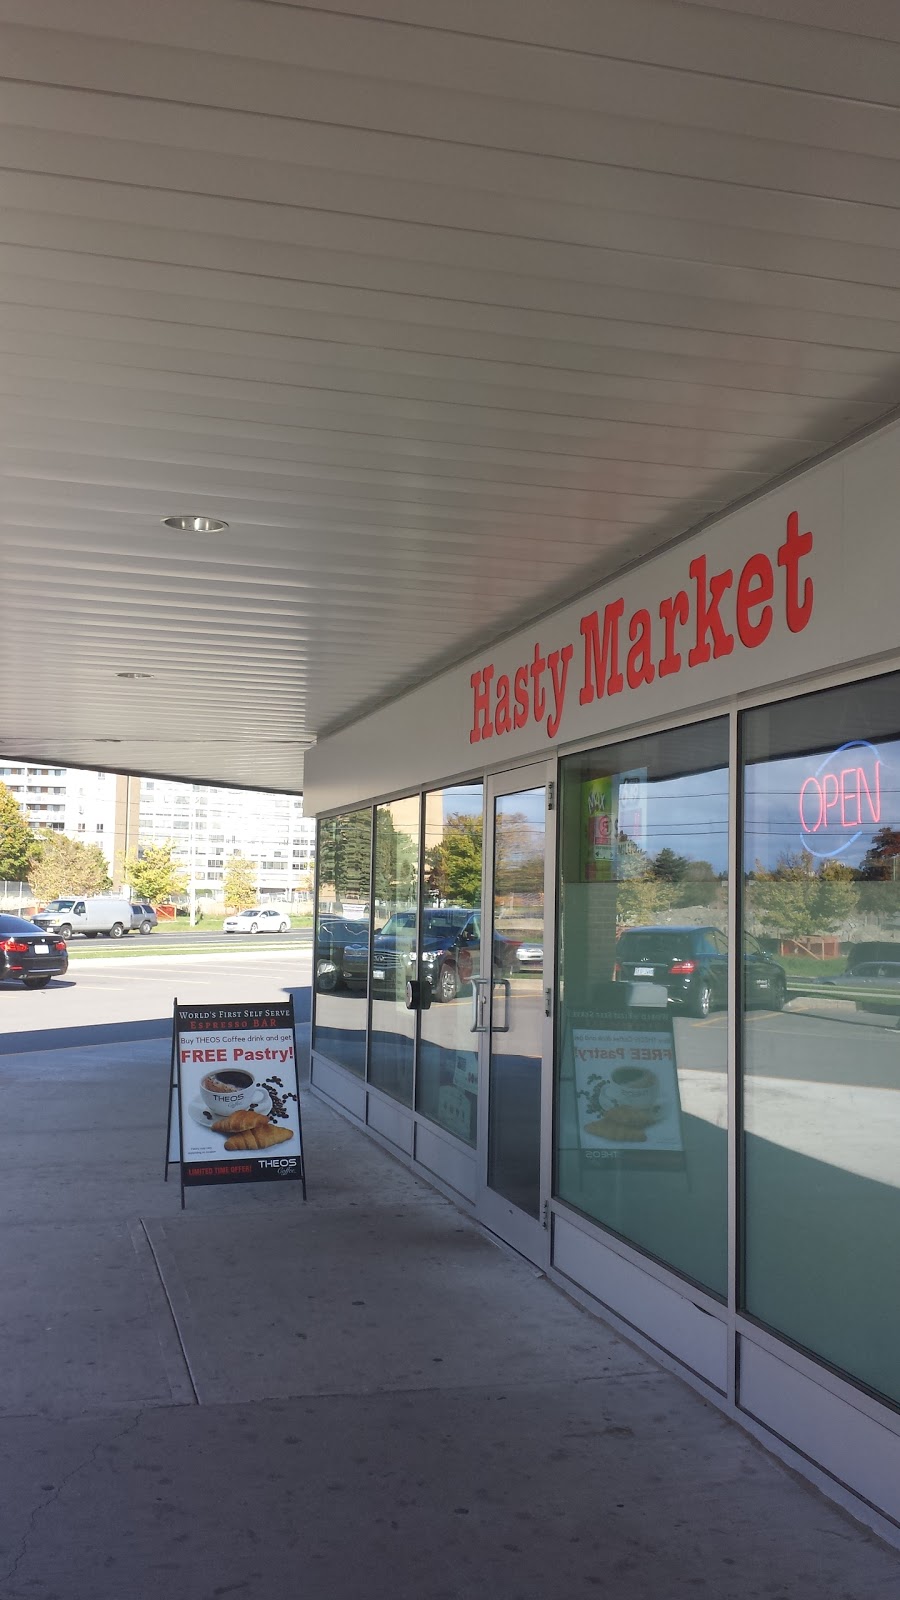 Hasty Market
OPEN
WORLD'S FIRST SELF SERVE
ESPRESSO BAR
Buy THEOS Coffee drink and get
FREE Pastry!
THEOS
Coffee
LIMITED TIME OFFER!
THEOS
Coffee